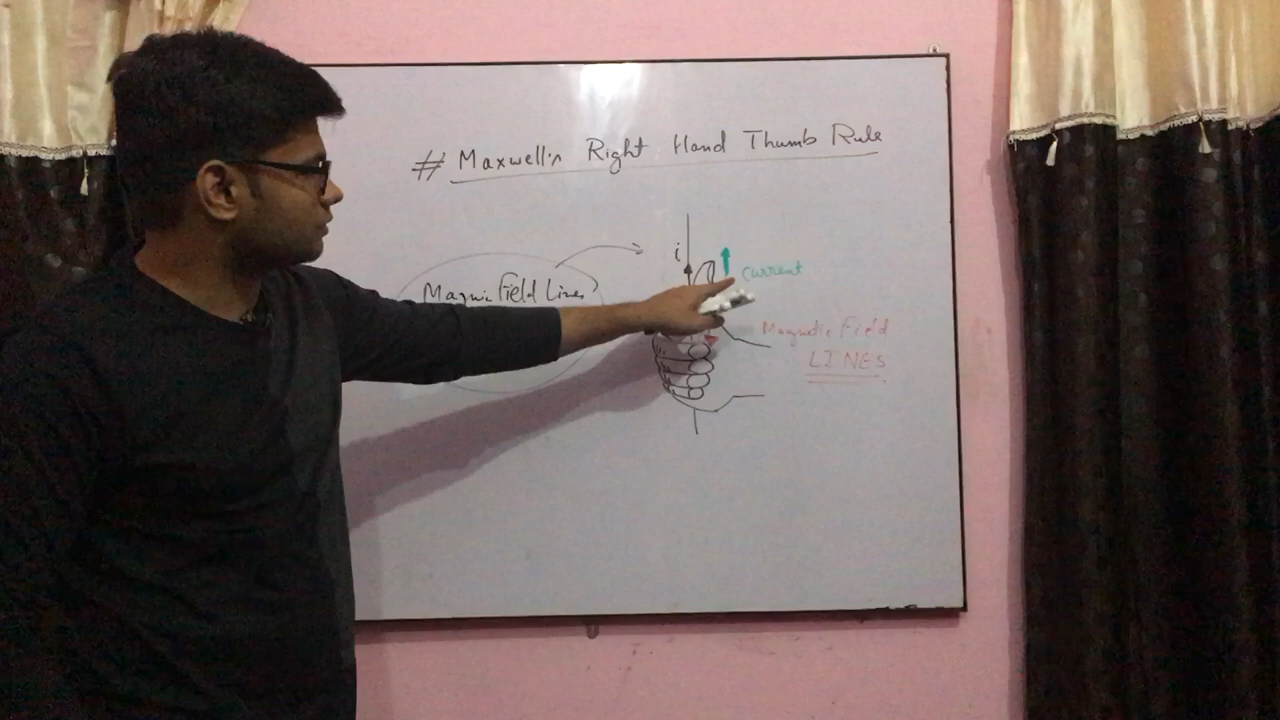 # Maxwell's Right Hand Thumb Rule
i
current
Magnetic Field Lines
Magnetic Field
LINES